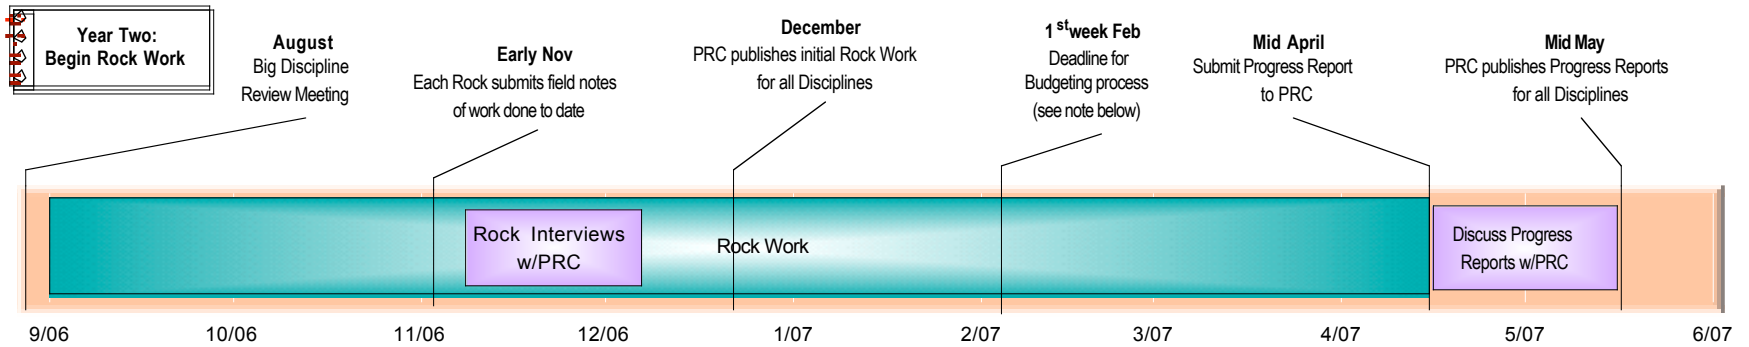 Year Two:
Begin Rock Work
August
Big Discipline
Review Meeting
Early Nov
Each Rock submits field notes
of work done to date
December
PRC publishes initial Rock Work
for all Disciplines
1st week Feb
Deadline for
Budgeting process
(see note below)
Mid April
Submit Progress Report
to PRC
Mid May
PRC publishes Progress Reports
for all Disciplines
Rock Interviews
w/PRC
Rock Work
Discuss Progress
Reports w/PRC
9/06 10/06 11/06 12/06 1/07 2/07 3/07 4/07 5/07 6/07